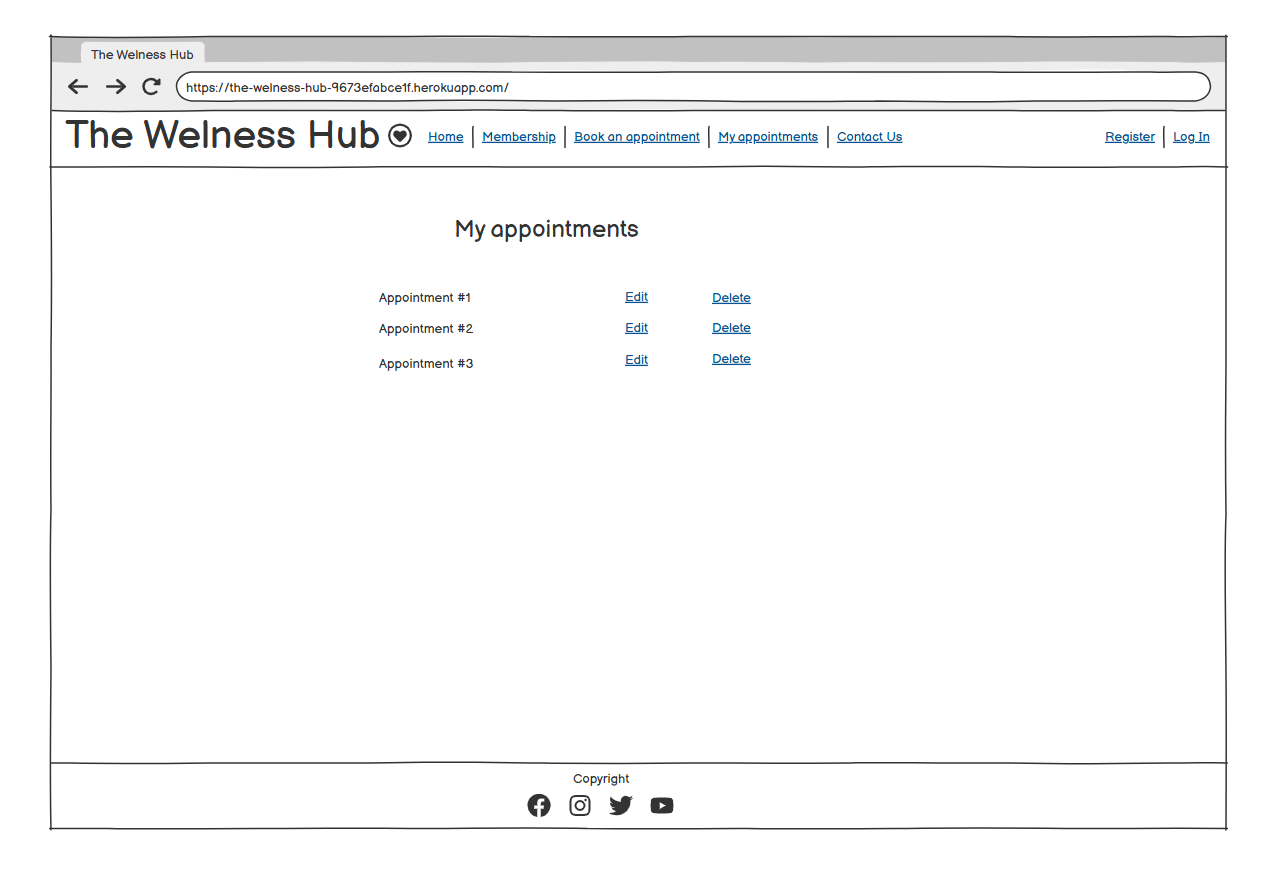 The Welness Hub
https://the-welness-hub-9673efabce1f.herokuapp.com/
The Welness Hub Home Membership Book an appointment My appointments Contact Us Register Log In
My appointments
Appointment #1 Edit Delete
Appointment #2 Edit Delete
Appointment #3 Edit Delete
Copyright